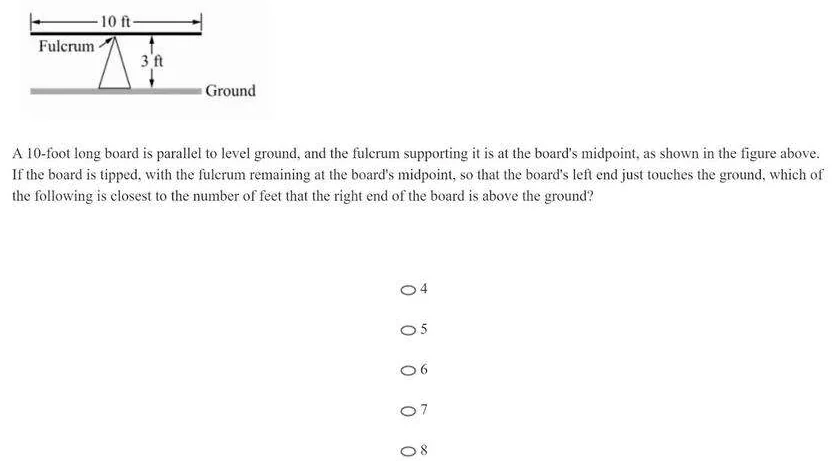 10 ft
Fulcrum
3 ft
Ground
A 10-foot long board is parallel to level ground, and the fulcrum supporting it is at the board's midpoint, as shown in the figure above.
If the board is tipped, with the fulcrum remaining at the board's midpoint, so that the board's left end just touches the ground, which of
the following is closest to the number of feet that the right end of the board is above the ground?
4
5
6
7
8